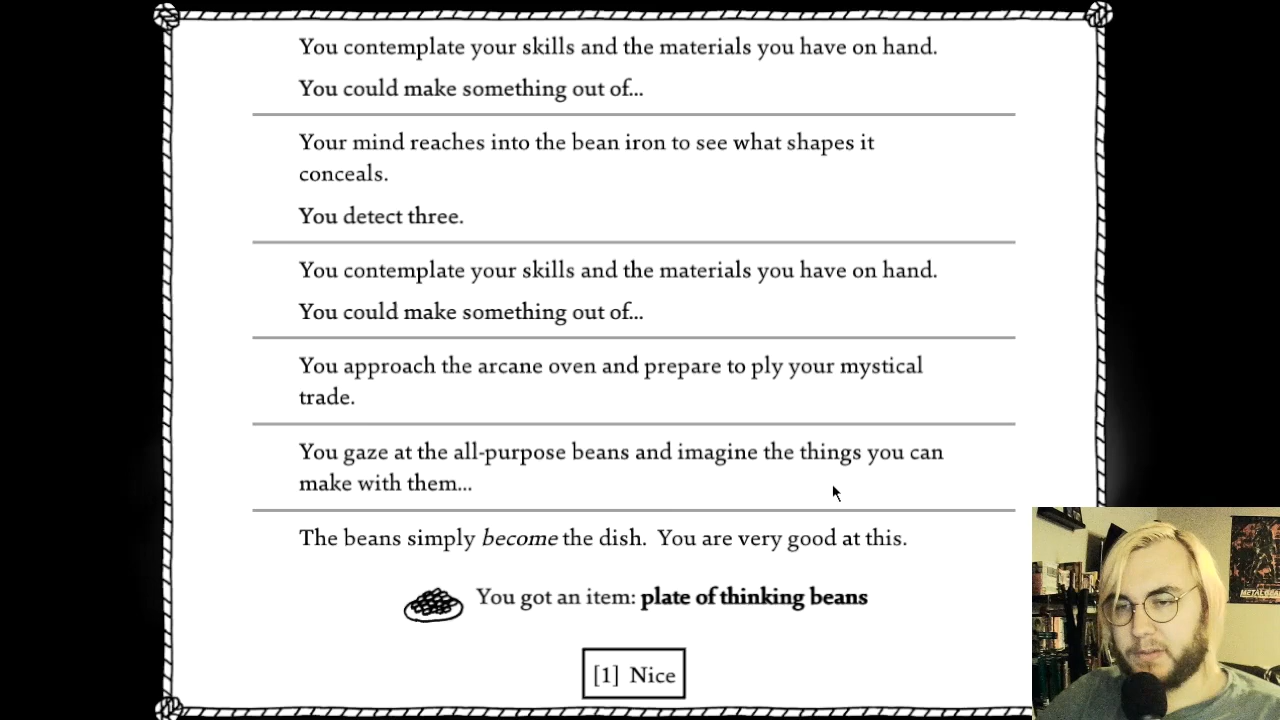 You contemplate your skills and the materials you have on hand.
You could make something out of...
Your mind reaches into the bean iron to see what shapes it
conceals.
You detect three.
You contemplate your skills and the materials you have on hand.
You could make something out of...
You approach the arcane oven and prepare to ply your mystical
trade.
You gaze at the all-purpose beans and imagine the things you can
make with them...
The beans simply become the dish.  You are very good at this.
You got an item: plate of thinking beans
[1] Nice